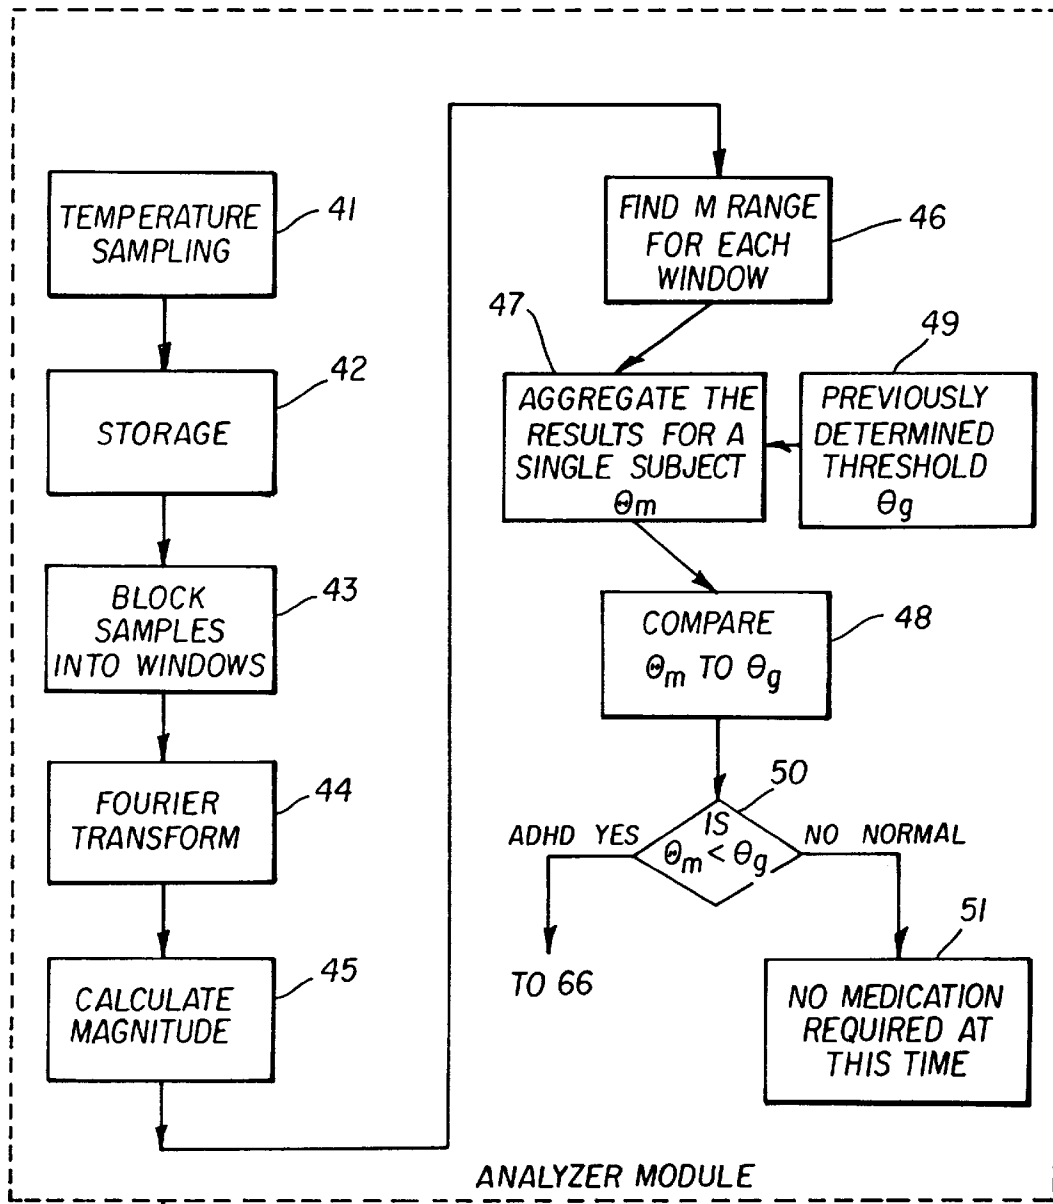 TEMPERATURE
SAMPLING
41
STORAGE
42
BLOCK
SAMPLES
INTO WINDOWS
43
FOURIER
TRANSFORM
44
CALCULATE
MAGNITUDE
45
FIND M RANGE
FOR EACH
WINDOW
46
47
AGGREGATE THE
RESULTS FOR A
SINGLE SUBJECT
Θm
49
PREVIOUSLY
DETERMINED
THRESHOLD
θg
COMPARE
Θm TO θg
48
50
IS
Θm < θg
ADHD YES
NO NORMAL
TO 66
51
NO MEDICATION
REQUIRED AT
THIS TIME
ANALYZER MODULE